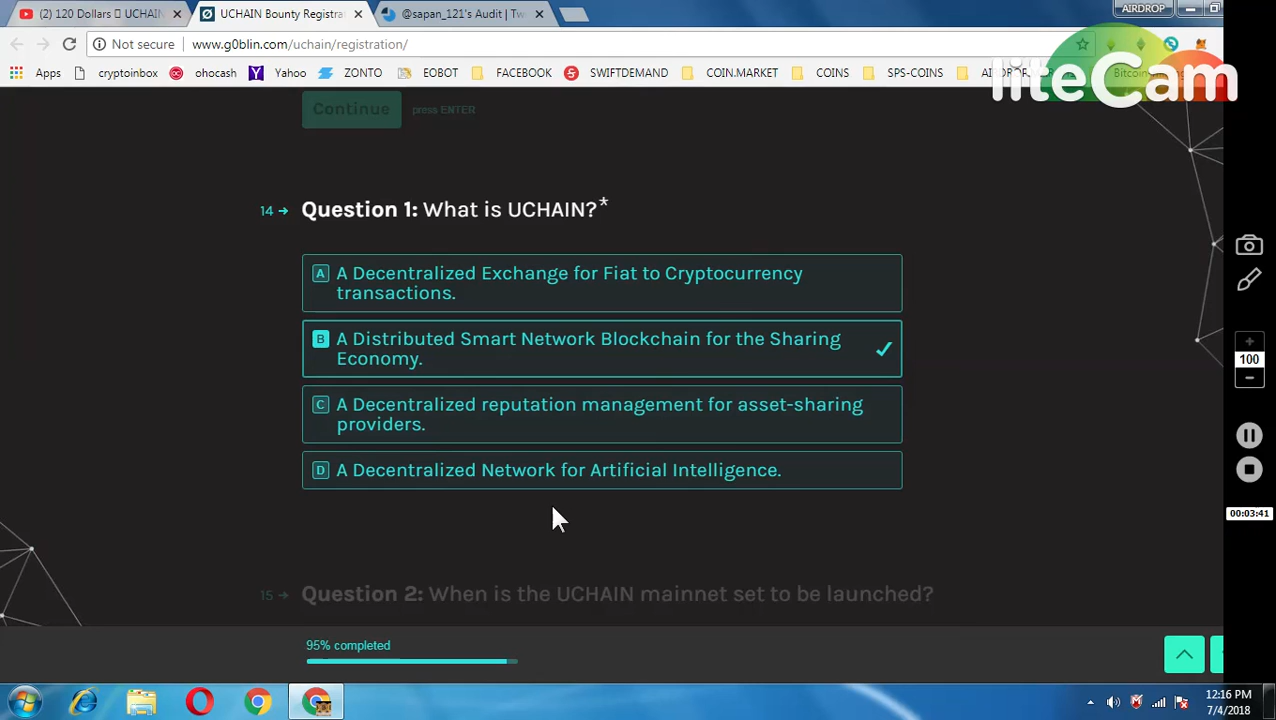 (2) 120 Dollars
UCHAIN
UCHAIN Bounty Registra
@sapan_121's Audit | Tw
AIRDROP
Not secure
www.g0blin.com/uchain/registration/
Apps
cryptoinbox
ohocash
Yahoo
EOBOT
FACEBOOK
SWIFTDEMAND
COIN.MARKET
COINS
SPS-COINS
liteCam
Continue
press ENTER
14 → Question 1: What is UCHAIN?*
A A Decentralized Exchange for Fiat to Cryptocurrency
transactions.
B A Distributed Smart Network Blockchain for the Sharing
Economy.
C A Decentralized reputation management for asset-sharing
providers.
D A Decentralized Network for Artificial Intelligence.
15 → Question 2: When is the UCHAIN mainnet set to be launched?
95% completed
100
00:03:41
12:16 PM
7/4/2018